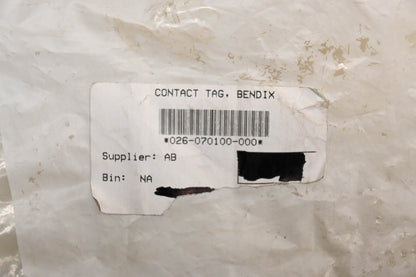 CONTACT TAG, BENDIX
*026-070100-000*
Supplier: AB
Bin: NA